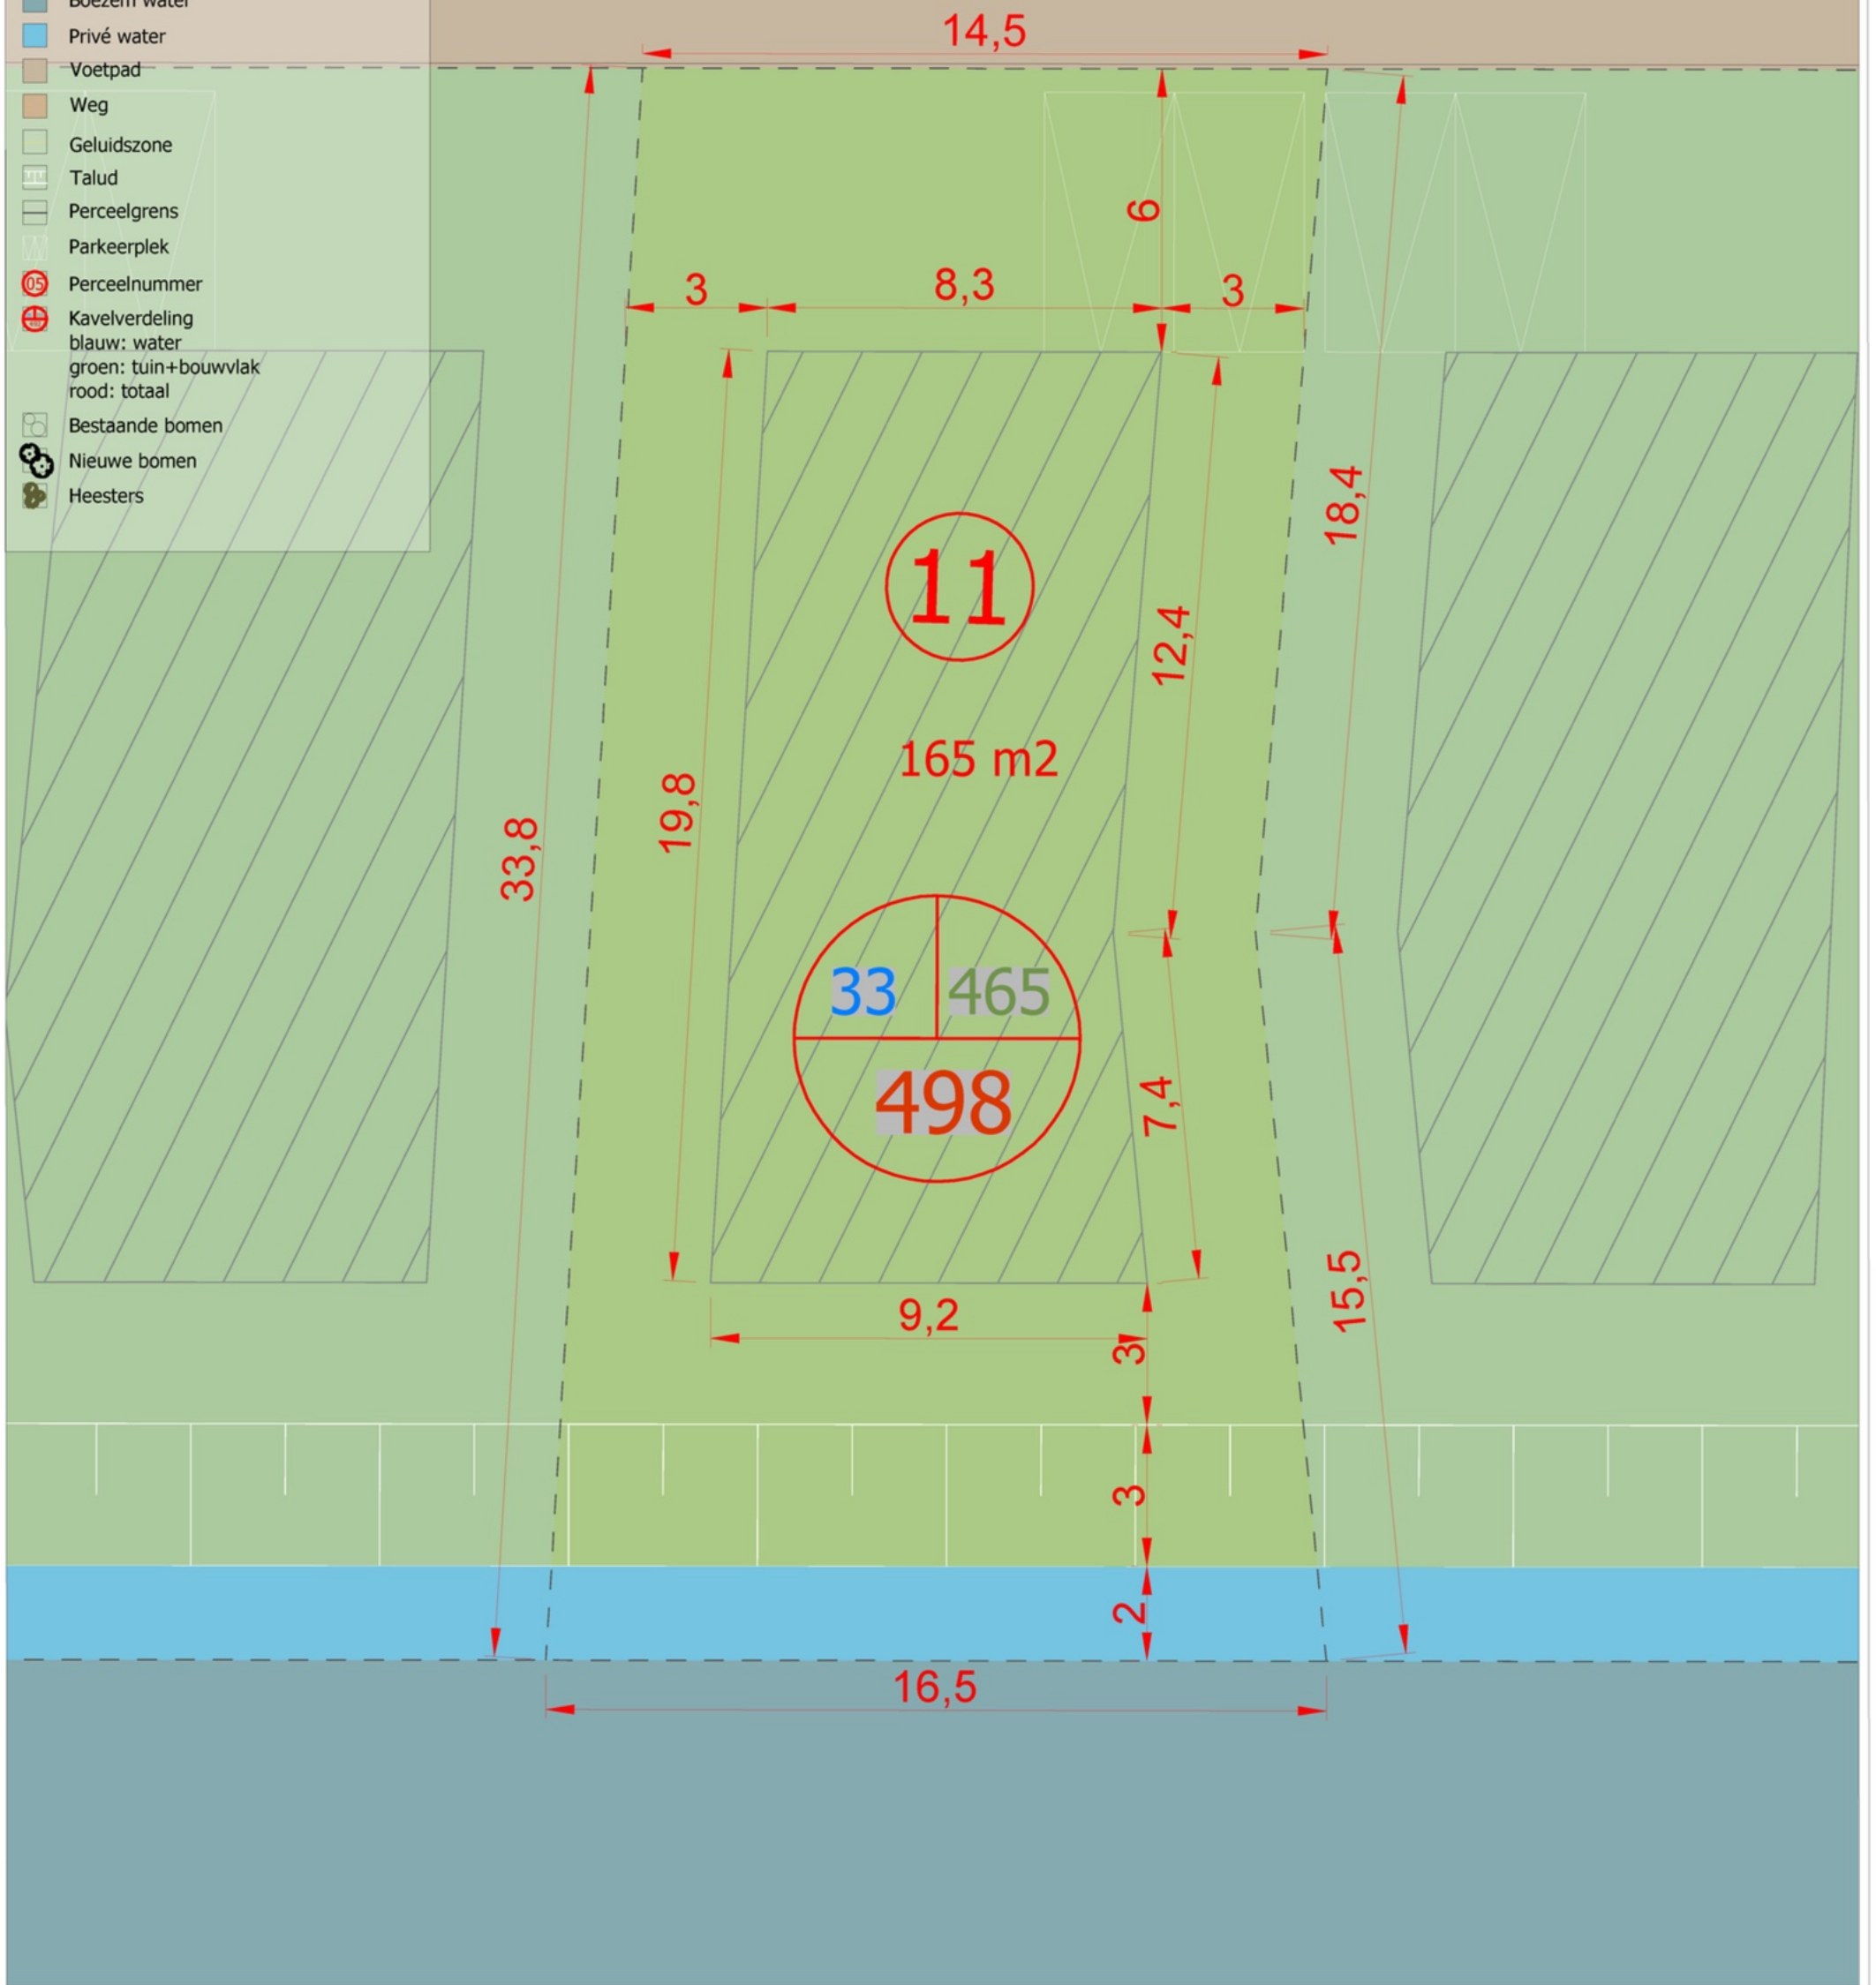 Boezem water
Privé water
Voetpad
Weg
Geluidszone
Talud
Perceelgrens
Parkeerplek
05 Perceelnummer
Kavelverdeling
blauw: water
groen: tuin+bouwvlak
rood: totaal
Bestaande bomen
Nieuwe bomen
Heesters
14,5
6
3
8,3
3
18,4
11
12,4
165 m2
19,8
33,8
33
465
498
7,4
15,5
9,2
3
3
2
16,5